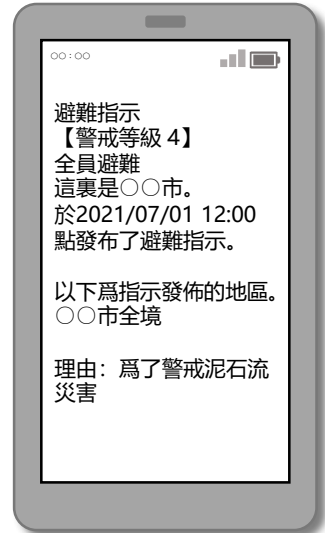 ○○:○○
避難指示
【警戒等級 4】
全員避難
這裏是○○市。
於2021/07/01 12:00
點發布了避難指示。
以下爲指示發佈的地區。
○○市全境
理由：爲了警戒泥石流
災害